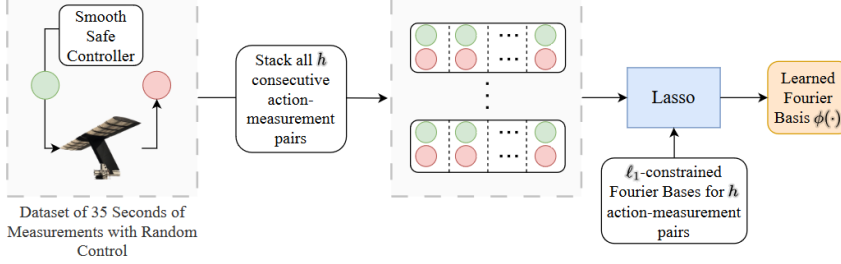 Smooth
Safe
Controller
Dataset of 35 Seconds of
Measurements with Random
Control
Stack all h
consecutive
action-
measurement
pairs
...
...
⋮
...
...
Lasso
ℓ₁-constrained
Fourier Bases for h
action-measurement
pairs
Learned
Fourier
Basis ϕ(·)